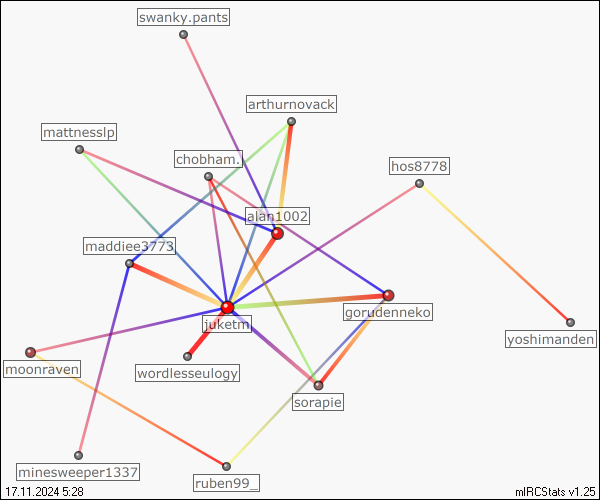 swanky.pants
arthurnovack
mattnesslp
chobham.
hos8778
alan1002
maddiee3773
gorudenneko
juketm
yoshimanden
moonraven
wordlesseulogy
sorapie
minesweeper1337
ruben99_
17.11.2024 5:28
mIRCStats v1.25